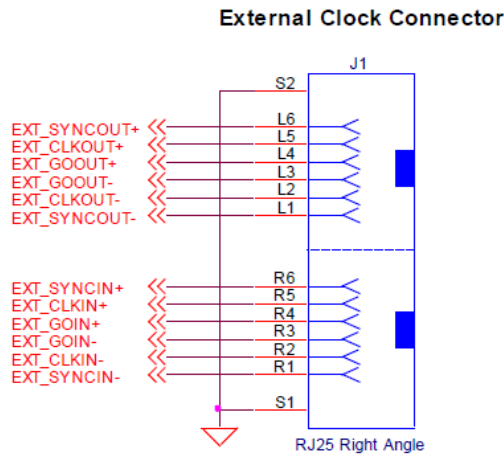 External Clock Connector
J1
S2
EXT_SYNCOUT+ L6
EXT_CLKOUT+ L5
EXT_GOOUT+ L4
EXT_GOOUT- L3
EXT_CLKOUT- L2
EXT_SYNCOUT- L1
EXT_SYNCIN+ R6
EXT_CLKIN+ R5
EXT_GOIN+ R4
EXT_GOIN- R3
EXT_CLKIN- R2
EXT_SYNCIN- R1
S1
RJ25 Right Angle